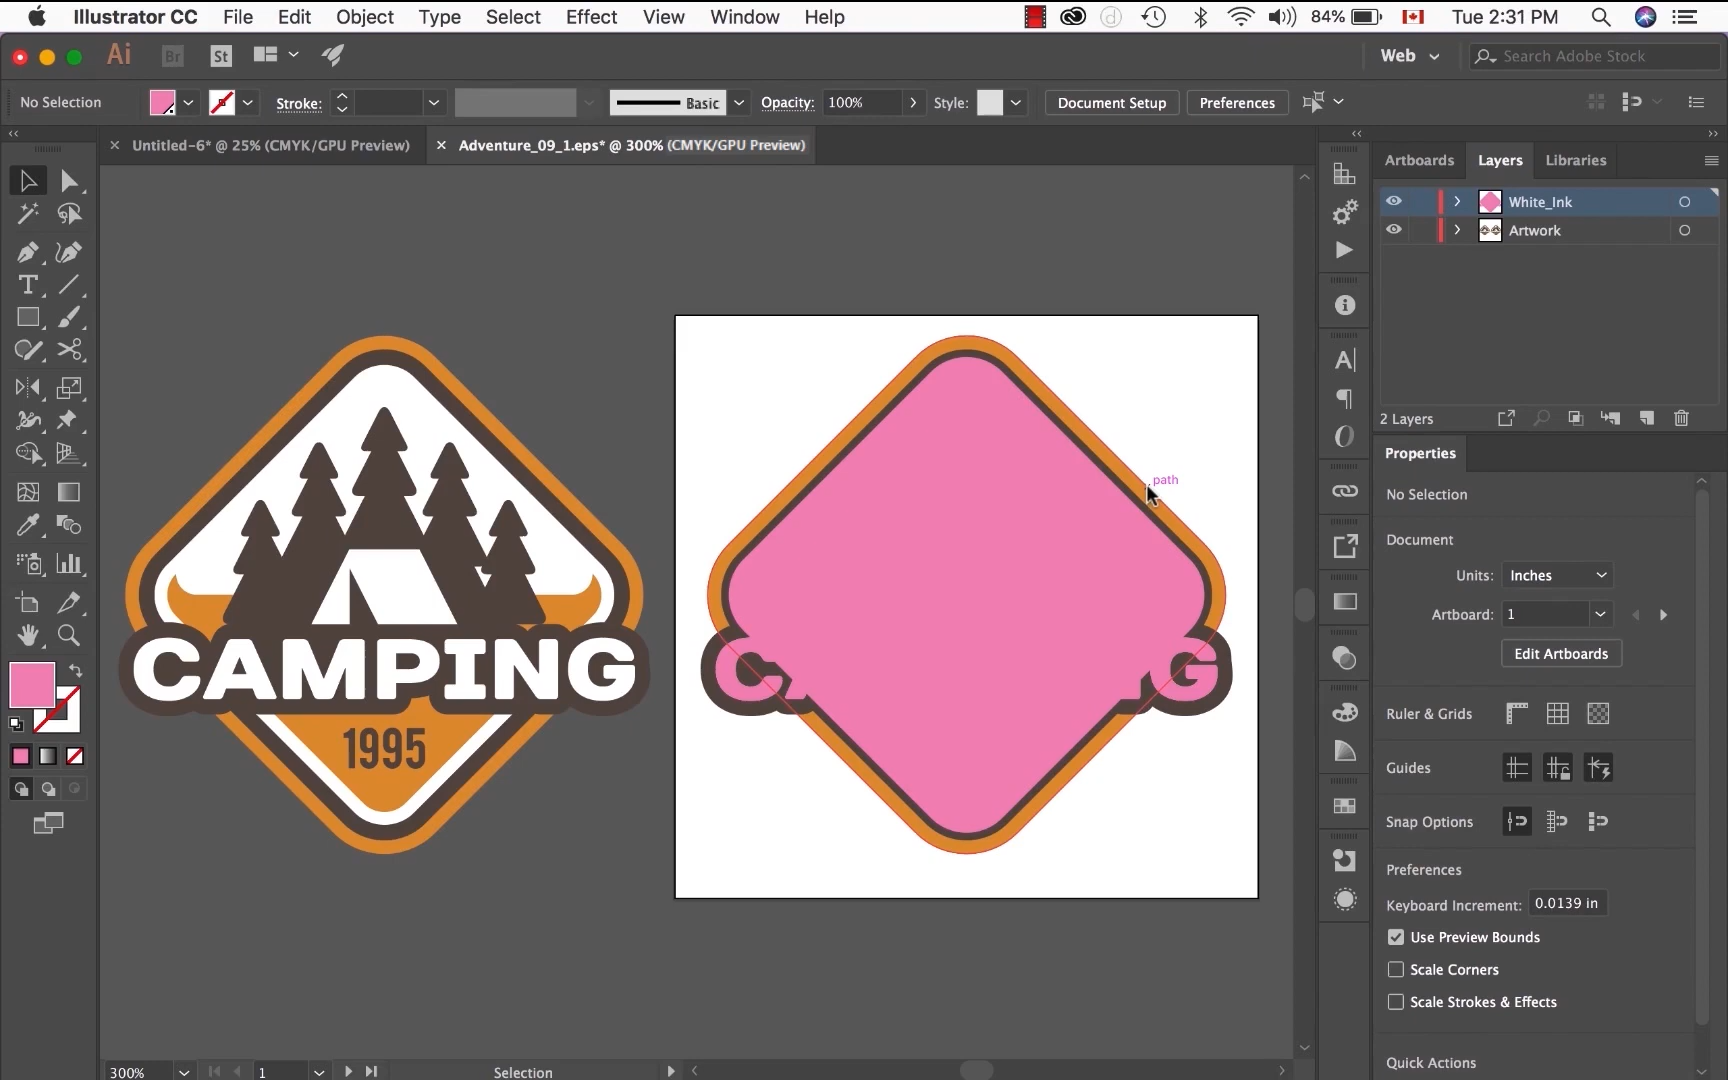 Illustrator CC File Edit Object Type Select Effect View Window Help 84% Tue 2:31 PM
Ai Br St Web Search Adobe Stock
No Selection Stroke: Basic Opacity: 100% Style: Document Setup Preferences
Untitled-6* @ 25% (CMYK/GPU Preview) Adventure_09_1.eps* @ 300% (CMYK/GPU Preview)
Artboards Layers Libraries
White_Ink
Artwork
2 Layers
Properties
No Selection
Document
Units: Inches
Artboard: 1
Edit Artboards
Ruler & Grids
Guides
Snap Options
Preferences
Keyboard Increment: 0.0139 in
Use Preview Bounds
Scale Corners
Scale Strokes & Effects
Quick Actions
path
CAMPING
1995
C G
300% 1 Selection